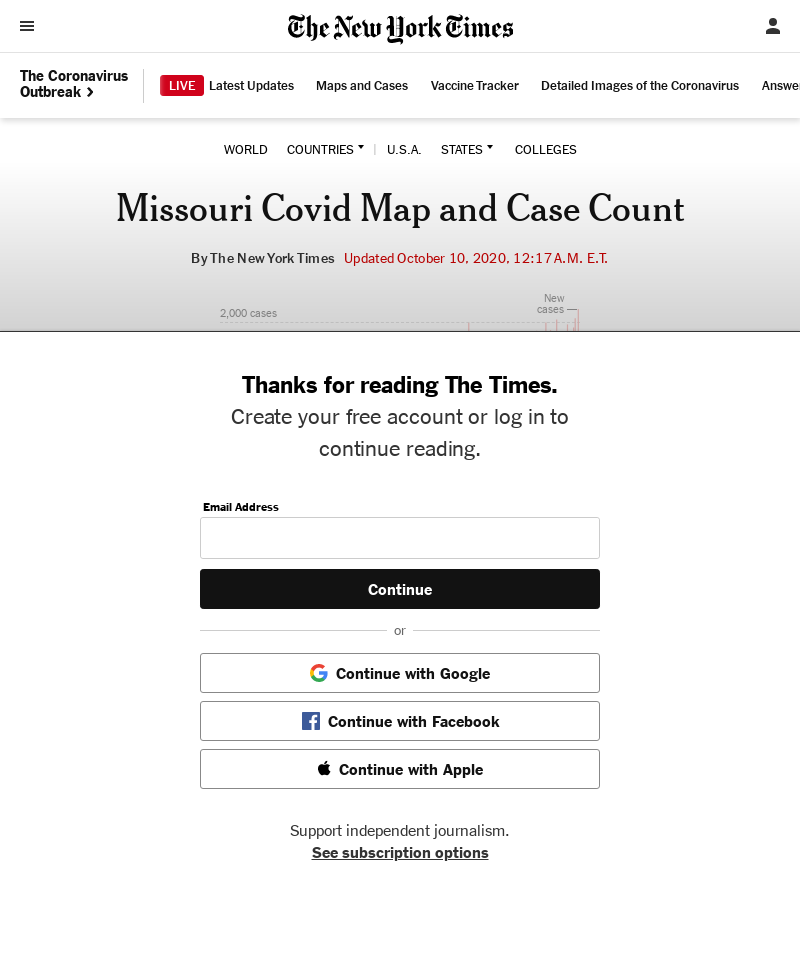 The New York Times
The Coronavirus
Outbreak
LIVE Latest Updates Maps and Cases Vaccine Tracker Detailed Images of the Coronavirus Answe
WORLD COUNTRIES U.S.A. STATES COLLEGES
Missouri Covid Map and Case Count
By The New York Times Updated October 10, 2020, 12:17 A.M. E.T.
New
cases
2,000 cases
Thanks for reading The Times.
Create your free account or log in to
continue reading.
Email Address
Continue
or
Continue with Google
Continue with Facebook
Continue with Apple
Support independent journalism.
See subscription options